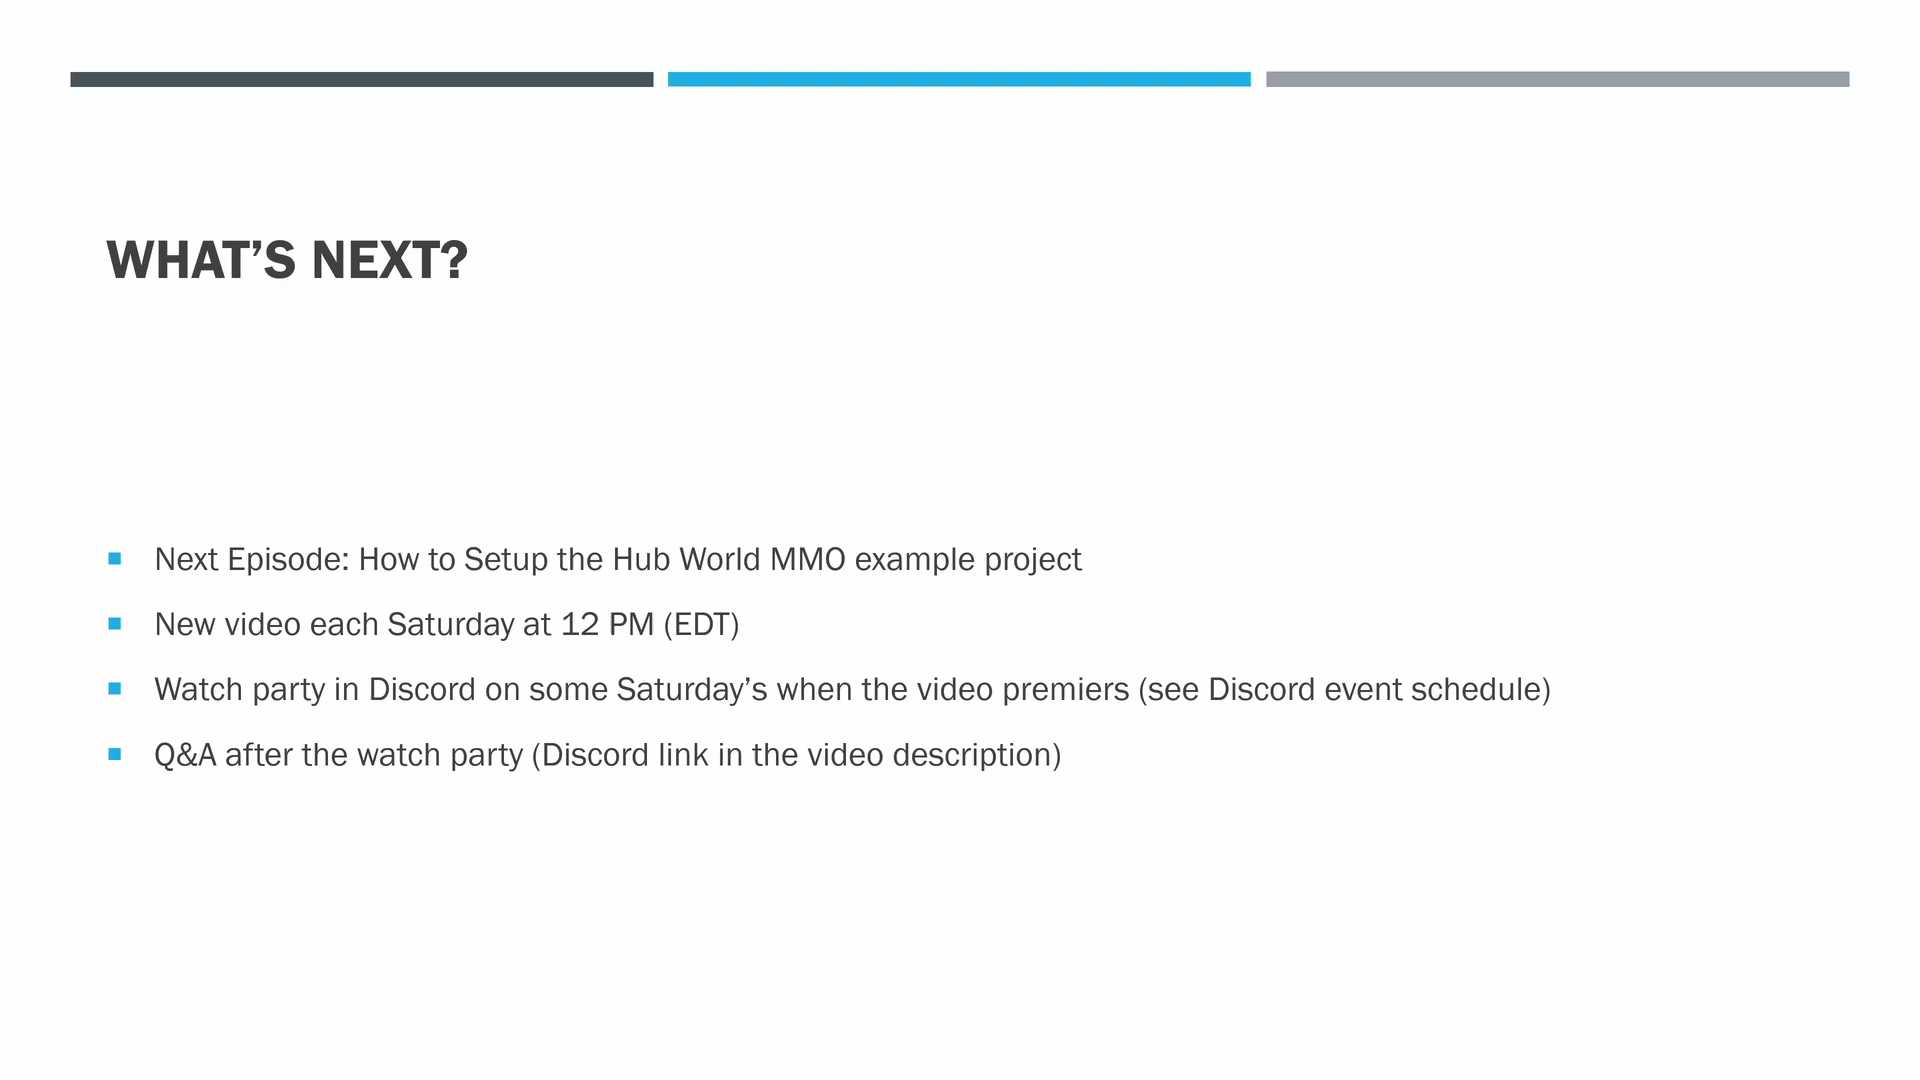 WHAT’S NEXT?
Next Episode: How to Setup the Hub World MMO example project
New video each Saturday at 12 PM (EDT)
Watch party in Discord on some Saturday’s when the video premiers (see Discord event schedule)
Q&A after the watch party (Discord link in the video description)